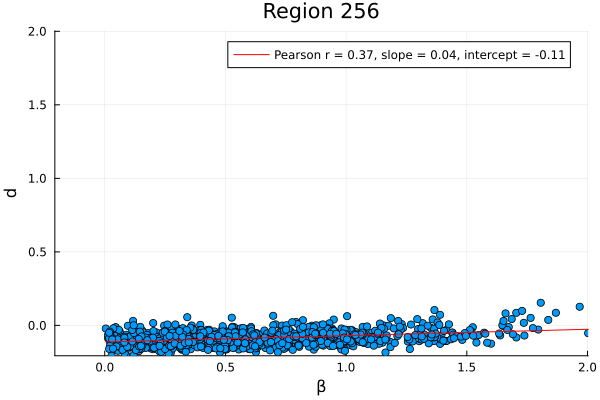 Region 256
Pearson r = 0.37, slope = 0.04, intercept = -0.11
2.0
1.5
1.0
0.5
0.0
d
0.0 0.5 1.0 1.5 2.0
β